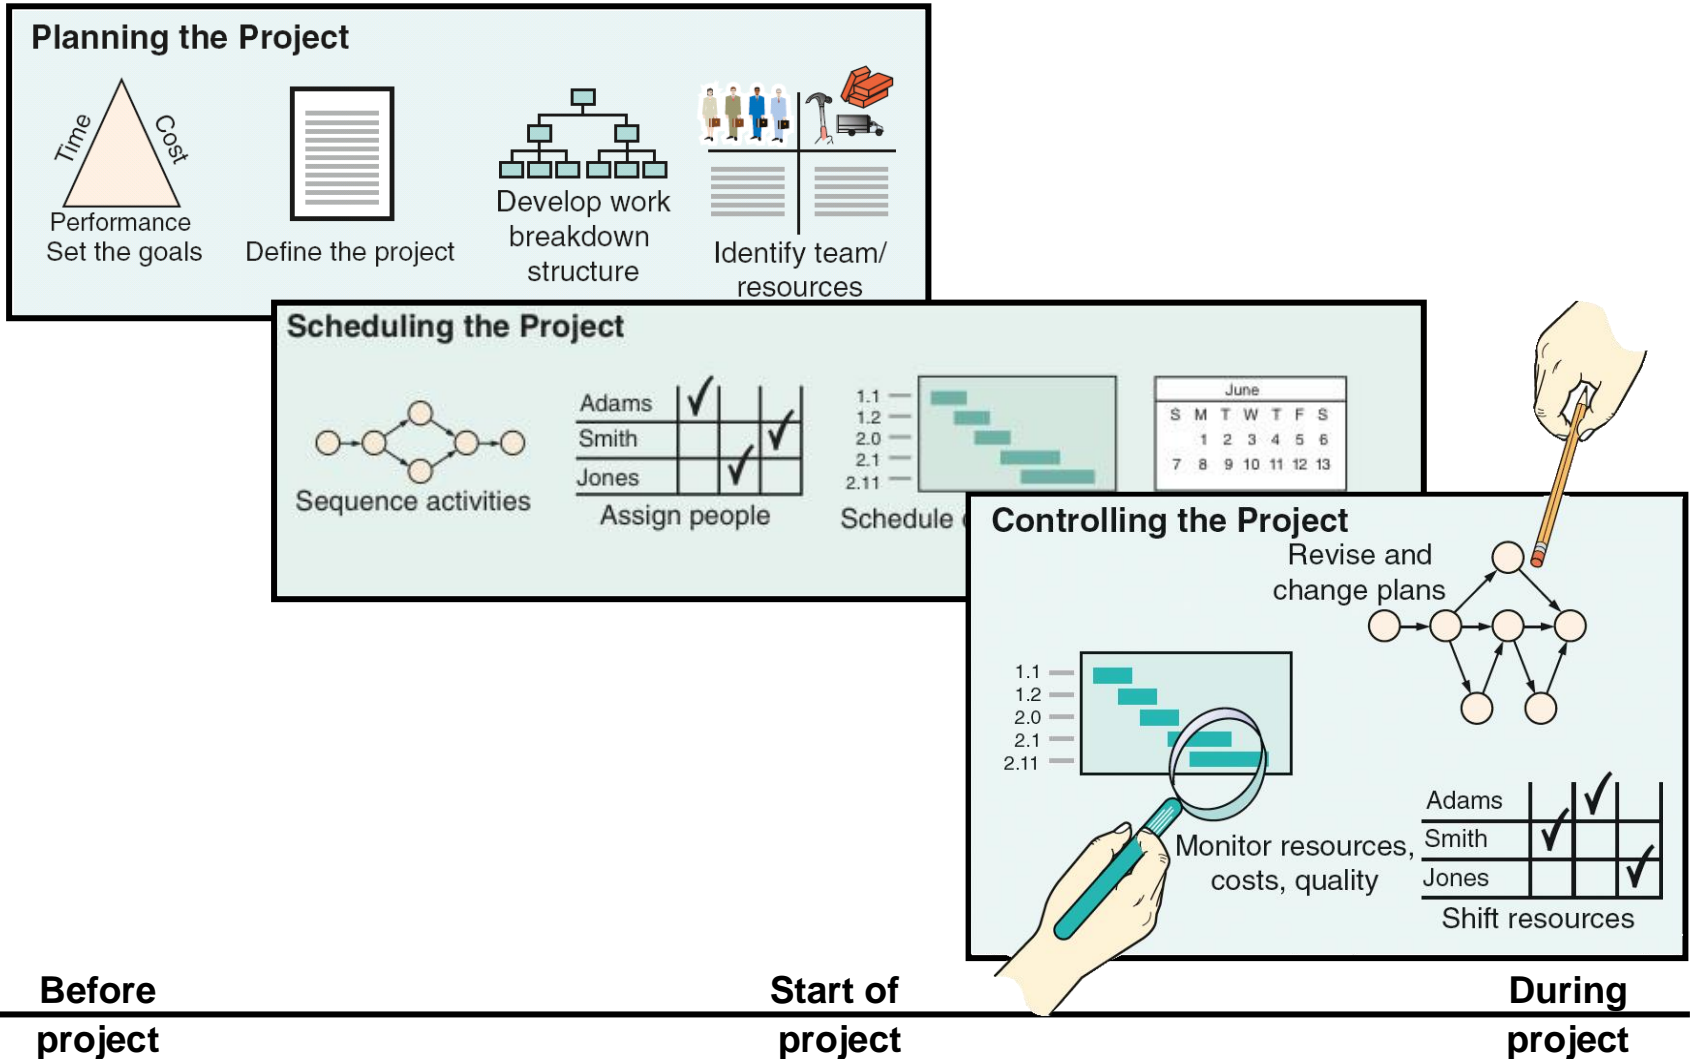 Planning the Project
Time
Cost
Performance
Set the goals
Define the project
Develop work
breakdown
structure
Identify team/
resources
Scheduling the Project
Sequence activities
Adams
Smith
Jones
Assign people
1.1
1.2
2.0
2.1
2.11
Schedule
June
S M T W T F S
1 2 3 4 5 6
7 8 9 10 11 12 13
Controlling the Project
Revise and
change plans
1.1
1.2
2.0
2.1
2.11
Monitor resources,
costs, quality
Adams
Smith
Jones
Shift resources
Before
project
Start of
project
During
project